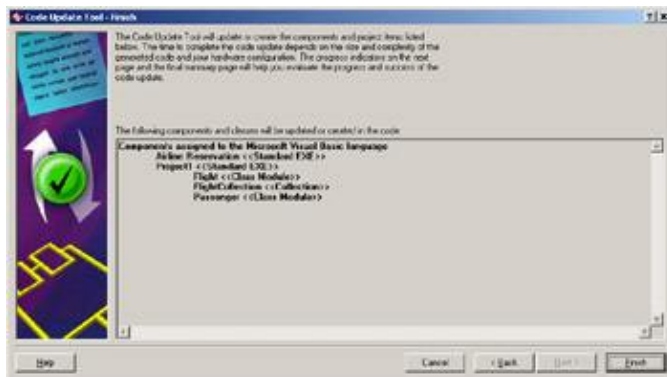 Code Update Tool - Finish
The Code Update Tool will update or create the components and project items listed
below. The time to complete the code update depends on the size and complexity of the
generated code and your hardware configuration. The progress indicators on the next
page and the final summary page will help you evaluate the progress and success of the
code update.
The following components and classes will be updated or created in the code:
Components assigned to the Microsoft Visual Basic language
Airline Reservation <<Standard EXE>>
Project1 <<Standard EXE>>
Flight <<Class Module>>
FlightCollection <<Collection>>
Passenger <<Class Module>>
Help
Cancel
< Back
Next >
Finish